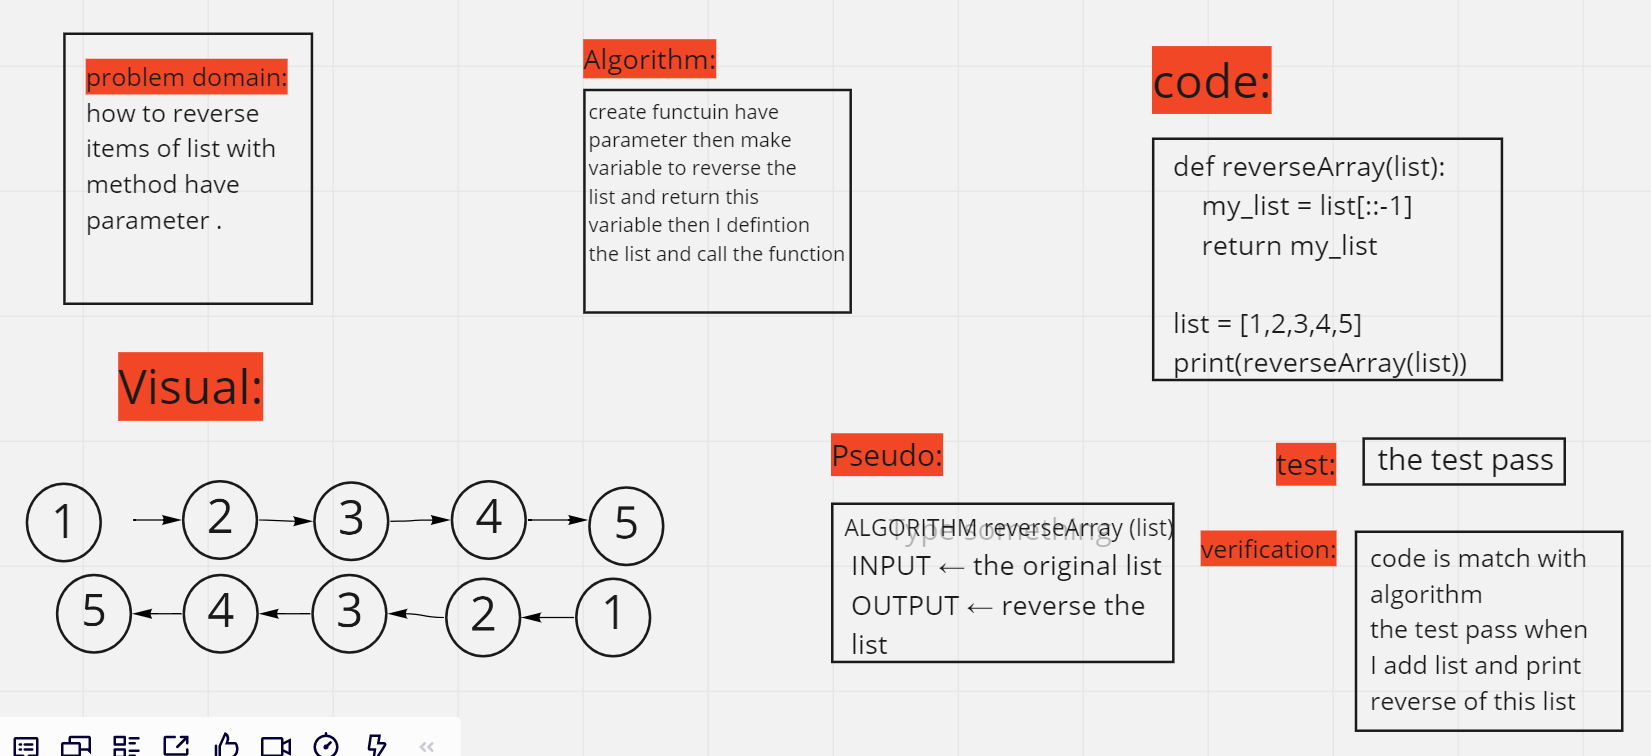 problem domain:
how to reverse
items of list with
method have
parameter .
Algorithm:
create functuin have
parameter then make
variable to reverse the
list and return this
variable then I defintion
the list and call the function
code:
def reverseArray(list):
my_list = list[::-1]
return my_list
list = [1,2,3,4,5]
print(reverseArray(list))
Visual:
1 2 3 4 5
5 4 3 2 1
Pseudo:
ALGORITHM reverseArray (list)
Type something
INPUT ← the original list
OUTPUT ← reverse the
list
test:
the test pass
verification:
code is match with
algorithm
the test pass when
I add list and print
reverse of this list